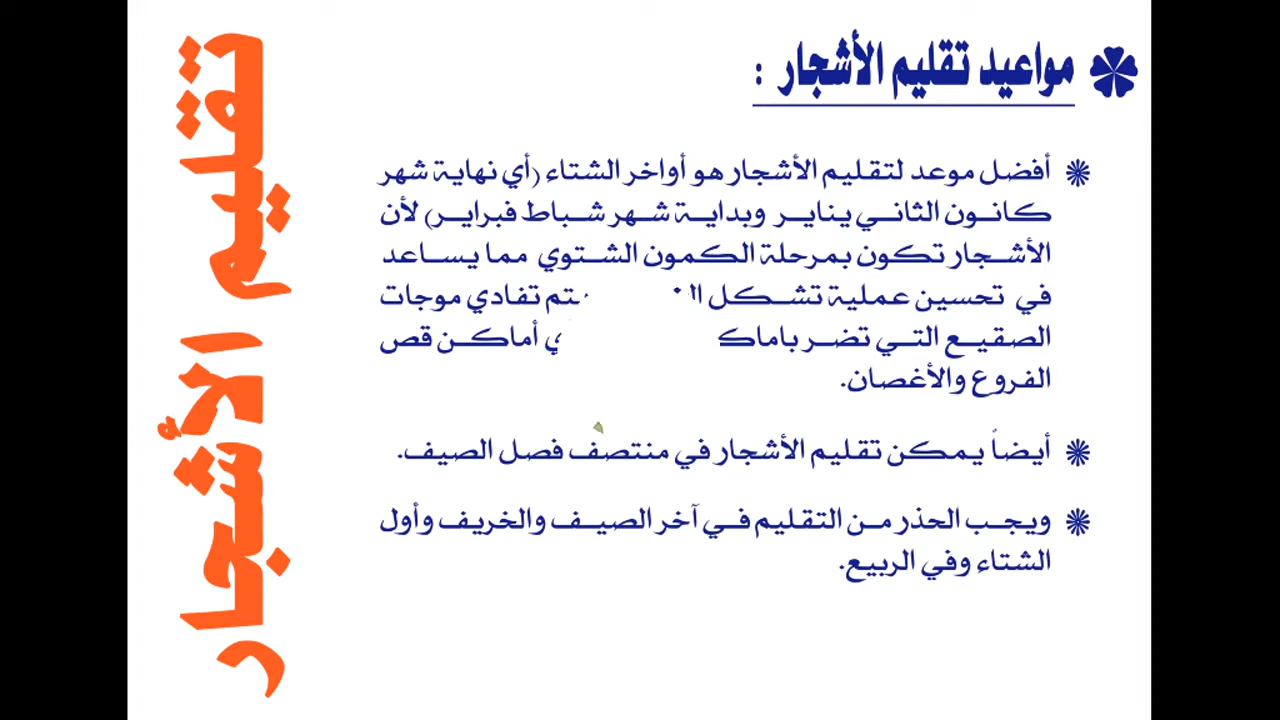 مواعيد تقليم الأشجار :
أفضل موعد لتقليم الأشجار هو أواخر الشتاء (أي نهاية شهر
كانون الثاني يناير وبداية شهر شباط فبراير) لأن
الأشجار تكون بمرحلة الكمون الشتوي مما يساعد
في تحسين عملية تشكل يتم تفادي موجات
الصقيع التي تضر أماكن قص
الفروع والأغصان.
أيضاً يمكن تقليم الأشجار في منتصف فصل الصيف.
ويجب الحذر من التقليم في آخر الصيف والخريف وأول
الشتاء وفي الربيع.
تقليم الأشجار